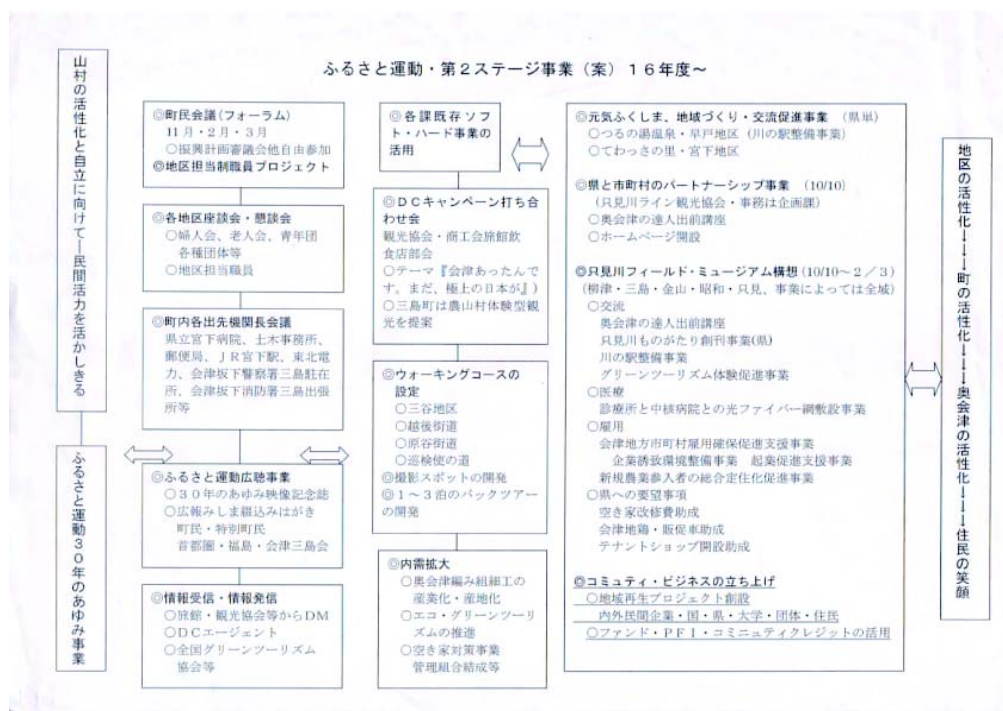 ふるさと運動・第２ステージ事業（案）１６年度～
山村の活性化と自立に向けて―民間活力を活かしきる
ふるさと運動３０年のあゆみ事業
◎町民会議（フォーラム）
11月・2月・3月
○振興計画審議会他自由参加
◎地区担当制職員プロジェクト
◎各地区座談会・懇談会
○婦人会、老人会、青年団
各種団体等
○地区担当職員
◎町内各出先機関長会議
県立宮下病院、土木事務所、
郵便局、ＪＲ宮下駅、東北電
力、会津坂下警察署三島駐在
所、会津坂下消防署三島出張
所等
◎ふるさと運動広聴事業
○３０年のあゆみ映像記念誌
○広報みしま綴込みはがき
町民・特別町民
首都圏・福島・会津三島会
◎情報受信・情報発信
○旅館・観光協会等からＤＭ
○ＤＣエージェント
○全国グリーンツーリズム
協会等
◎各課既存ソフ
ト・ハード事業の
活用
◎ＤＣキャンペーン打ち合
わせ会
観光協会・商工会旅館飲
食店部会
○テーマ『会津あったんで
す。まだ、極上の日本が』）
○三島町は農山村体験型観
光を提案
◎ウォーキングコースの
設定
○三谷地区
○越後街道
○原谷街道
○巡検使の道
◎撮影スポットの開発
◎１～３泊のパックツアー
の開発
◎内需拡大
○奥会津編み組細工の
産業化・産地化
○エコ・グリーンツーリ
ズムの推進
○空き家対策事業
管理組合結成等
◎元気ふくしま、地域づくり・交流促進事業　（県単）
○つるの湯温泉・早戸地区（川の駅整備事業）
○てわっさの里・宮下地区
◎県と市町村のパートナーシップ事業　（10/10）
（只見川ライン観光協会・事務は企画課）
○奥会津の達人出前講座
○ホームページ開設
◎只見川フィールド・ミュージアム構想（10/10～２／３）
（柳津・三島・金山・昭和・只見、事業によっては全域）
○交流
奥会津の達人出前講座
只見川ものがたり創刊事業(県)
川の駅整備事業
グリーンツーリズム体験促進事業
○医療
診療所と中核病院との光ファイバー網敷設事業
○雇用
会津地方市町村雇用確保促進支援事業
企業誘致環境整備事業　起業促進支援事業
新規農業参入者の総合定住化促進事業
○県への要望事項
空き家改修費助成
会津地鶏・販促車助成
テナントショップ開設助成
◎コミュティ・ビジネスの立ち上げ
○地域再生プロジェクト創設
内外民間企業・国・県・大学・団体・住民
○ファンド・ＰＦＩ・コミニュティクレジットの活用
地区の活性化↓↓↓町の活性化↓↓↓奥会津の活性化↓↓↓住民の笑顔